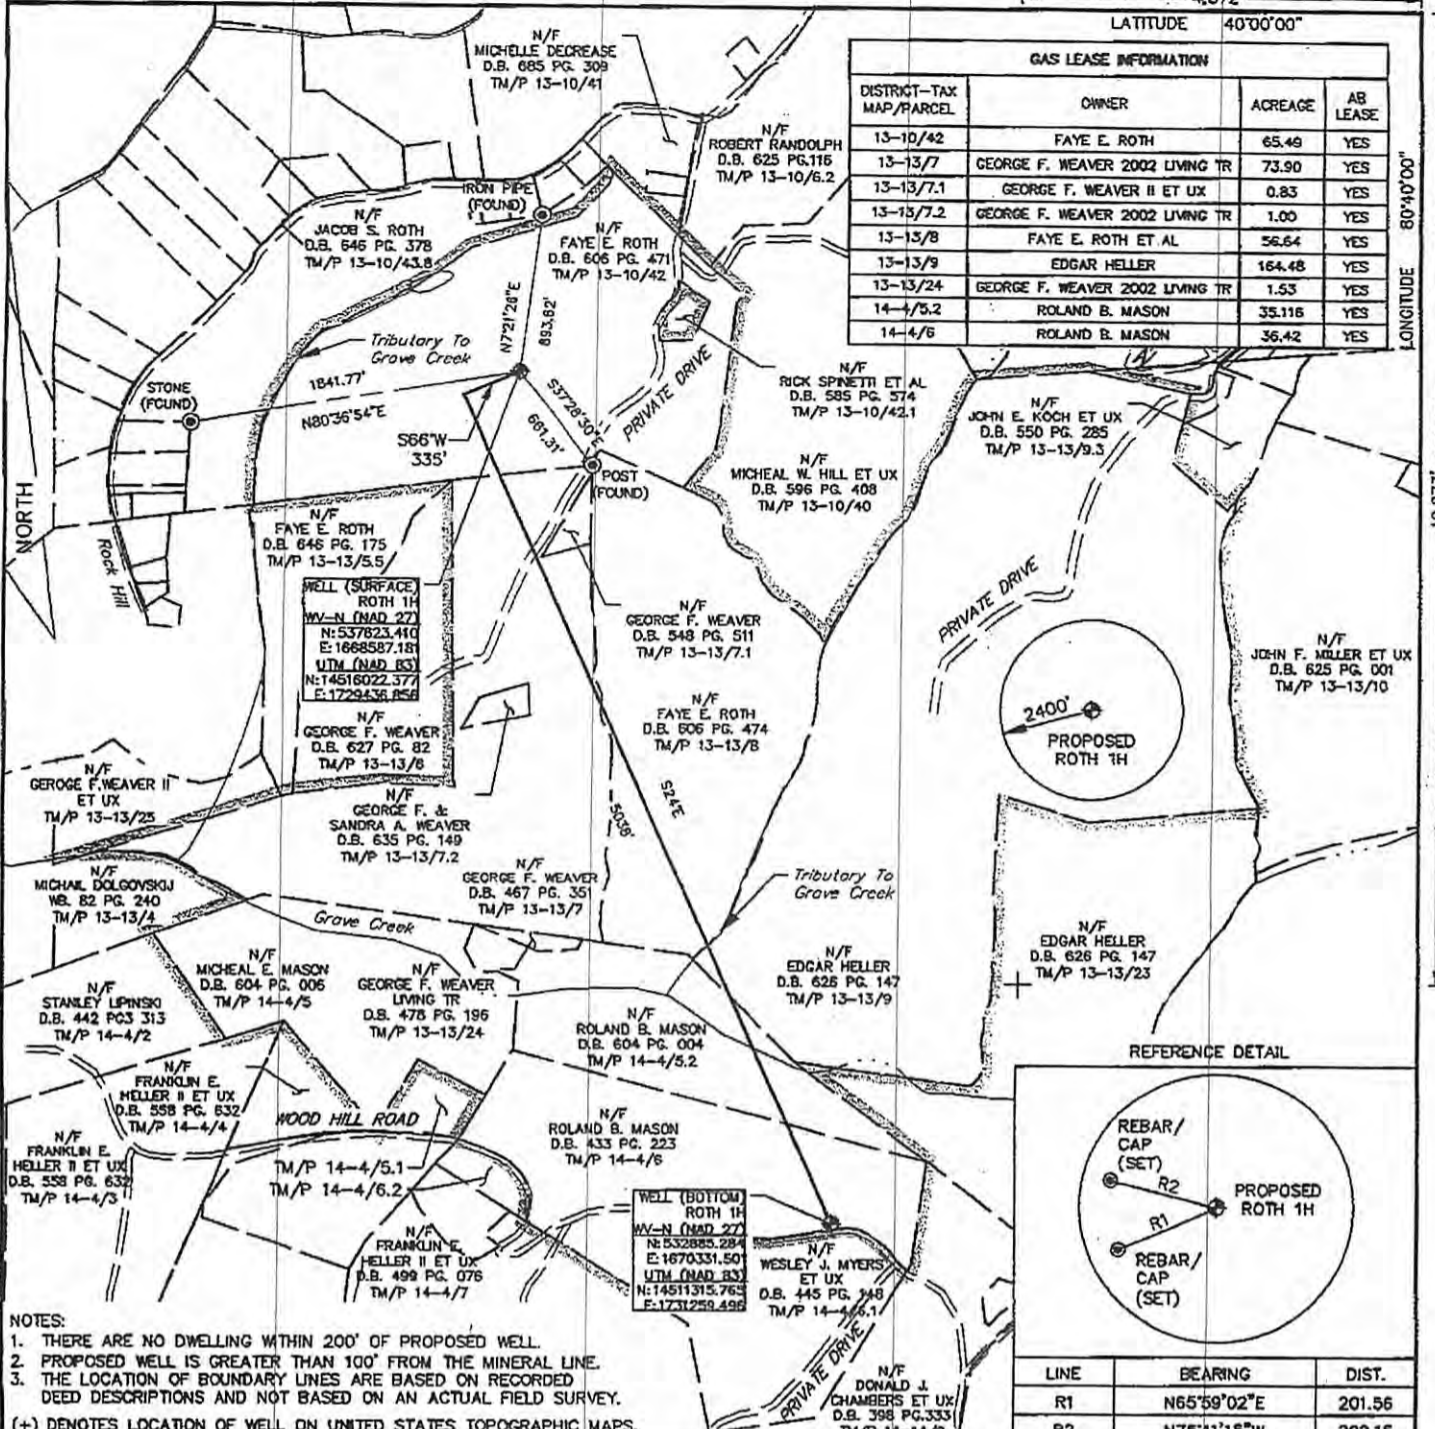 LATITUDE 40°00'00"
GAS LEASE INFORMATION
DISTRICT-TAX MAP/PARCEL OWNER ACREAGE AB LEASE
13-10/42 FAYE E. ROTH 65.49 YES
13-13/7 GEORGE F. WEAVER 2002 LIVING TR 73.90 YES
13-13/7.1 GEORGE F. WEAVER II ET UX 0.83 YES
13-13/7.2 GEORGE F. WEAVER 2002 LIVING TR 1.00 YES
13-13/8 FAYE E. ROTH ET AL 56.64 YES
13-13/9 EDGAR HELLER 164.48 YES
13-13/24 GEORGE F. WEAVER 2002 LIVING TR 1.53 YES
14-4/5.2 ROLAND B. MASON 35.116 YES
14-4/6 ROLAND B. MASON 36.42 YES
LONGITUDE 80°40'00"
N/F
MICHELLE DECREASE
D.B. 685 PG. 309
TM/P 13-10/41
N/F
ROBERT RANDOLPH
D.B. 625 PG.116
TM/P 13-10/6.2
IRON PIPE
(FOUND)
N/F
JACOB S. ROTH
D.B. 646 PG. 378
TM/P 13-10/43.8
N/F
FAYE E. ROTH
D.B. 606 PG. 471
TM/P 13-10/42
N7°21'26"E
893.62'
Tributary To
Grave Creek
STONE
(FOUND)
1841.77'
N80°36'54"E
S66°W
335'
S37°28'30"E
661.31'
PRIVATE DRIVE
POST
(FOUND)
N/F
RICK SPINETTI ET AL
D.B. 585 PG. 574
TM/P 13-10/42.1
N/F
MICHEAL W. HILL ET UX
D.B. 596 PG. 408
TM/P 13-10/40
N/F
JOHN E. KOCH ET UX
D.B. 550 PG. 285
TM/P 13-13/9.3
NORTH
Rock Hill
N/F
FAYE E. ROTH
D.B. 646 PG. 175
TM/P 13-13/5.5
WELL (SURFACE)
ROTH 1H
WV-N (NAD 27)
N:537823.410
E:1668587.181
UTM (NAD 83)
N:14516022.377
E:1729436.856
N/F
GEORGE F. WEAVER
D.B. 548 PG. 511
TM/P 13-13/7.1
PRIVATE DRIVE
N/F
JOHN F. MILLER ET UX
D.B. 625 PG. 001
TM/P 13-13/10
2400'
PROPOSED
ROTH 1H
N/F
GEORGE F. WEAVER
D.B. 627 PG. 82
TM/P 13-13/6
N/F
FAYE E. ROTH
D.B. 606 PG. 474
TM/P 13-13/8
N/F
GEROGE F.WEAVER II
ET UX
TM/P 13-13/25
N/F
GEORGE F. &
SANDRA A. WEAVER
D.B. 635 PG. 149
TM/P 13-13/7.2
S24°E
5038'
N/F
MICHAIL DOLGOVSKIJ
WB. 82 PG. 240
TM/P 13-13/4
N/F
GEORGE F. WEAVER
D.B. 467 PG. 351
TM/P 13-13/7
Tributary To
Grave Creek
Grave Creek
N/F
MICHEAL E. MASON
D.B. 604 PG. 006
TM/P 14-4/5
N/F
GEORGE F. WEAVER
LIVING TR
D.B. 478 PG. 196
TM/P 13-13/24
N/F
EDGAR HELLER
D.B. 626 PG. 147
TM/P 13-13/9
N/F
EDGAR HELLER
D.B. 626 PG. 147
TM/P 13-13/23
N/F
STANLEY LIPINSKI
D.B. 442 PG3 313
TM/P 14-4/2
N/F
ROLAND B. MASON
D.B. 604 PG. 004
TM/P 14-4/5.2
N/F
FRANKLIN E.
HELLER II ET UX
D.B. 558 PG. 632
TM/P 14-4/4
WOOD HILL ROAD
N/F
ROLAND B. MASON
D.B. 433 PG. 223
TM/P 14-4/6
N/F
FRANKLIN E.
HELLER II ET UX
D.B. 558 PG. 632
TM/P 14-4/3
TM/P 14-4/5.1
TM/P 14-4/6.2
N/F
FRANKLIN E.
HELLER II ET UX
D.B. 499 PG. 076
TM/P 14-4/7
WELL (BOTTOM)
ROTH 1H
WV-N (NAD 27)
N:532885.284
E:1670331.507
UTM (NAD 83)
N:14511315.765
E:1731259.496
N/F
WESLEY J. MYERS
ET UX
D.B. 445 PG. 148
TM/P 14-4/6.1
PRIVATE DRIVE
N/F
DONALD J.
CHAMBERS ET UX
D.B. 398 PG.333
REFERENCE DETAIL
REBAR/
CAP
(SET)
R2
R1
PROPOSED
ROTH 1H
REBAR/
CAP
(SET)
LINE BEARING DIST.
R1 N65°59'02"E 201.56
NOTES:
1. THERE ARE NO DWELLING WITHIN 200' OF PROPOSED WELL.
2. PROPOSED WELL IS GREATER THAN 100' FROM THE MINERAL LINE.
3. THE LOCATION OF BOUNDARY LINES ARE BASED ON RECORDED
DEED DESCRIPTIONS AND NOT BASED ON AN ACTUAL FIELD SURVEY.
(+) DENOTES LOCATION OF WELL ON UNITED STATES TOPOGRAPHIC MAPS.